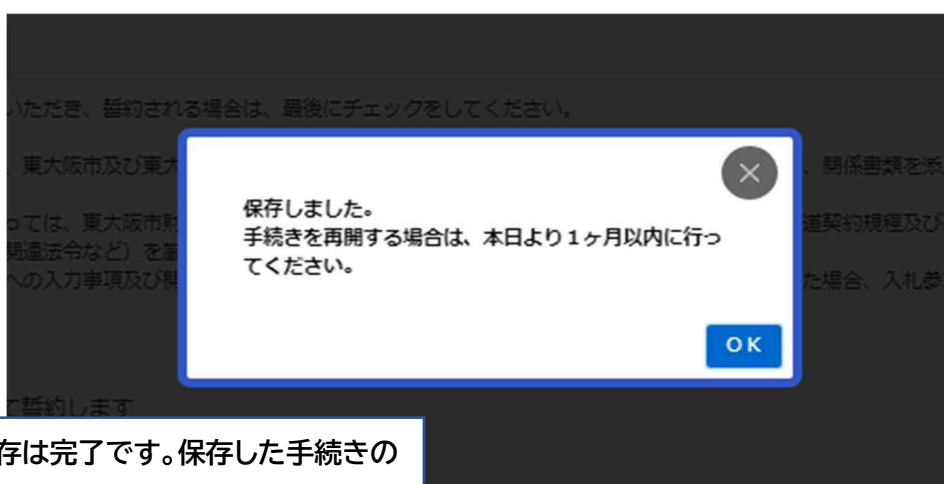 いただき、誓約される場合は、最後にチェックをしてください。
東大阪市及び東大
、関係書類を添
っては、東大阪市財
道契約規程及び
関連法令など）を
への入力事項及び
た場合、入札参
保存しました。
手続きを再開する場合は、本日より1ヶ月以内に行っ
てください。
OK
て誓約します
存は完了です。保存した手続きの